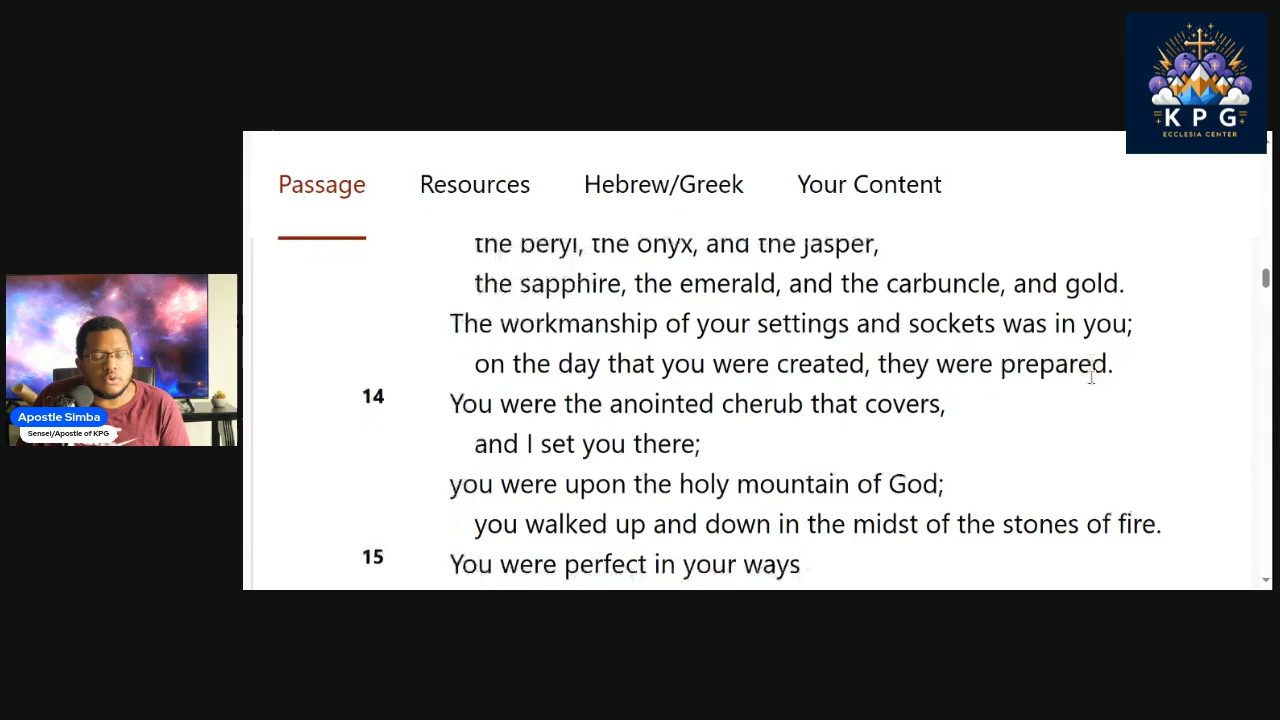 KPG
ECCLESIA CENTER
Passage Resources Hebrew/Greek Your Content
the beryl, the onyx, and the jasper,
the sapphire, the emerald, and the carbuncle, and gold.
The workmanship of your settings and sockets was in you;
on the day that you were created, they were prepared.
14 You were the anointed cherub that covers,
and I set you there;
you were upon the holy mountain of God;
you walked up and down in the midst of the stones of fire.
15 You were perfect in your ways
Apostle Simba
Sensei/Apostle of KPG